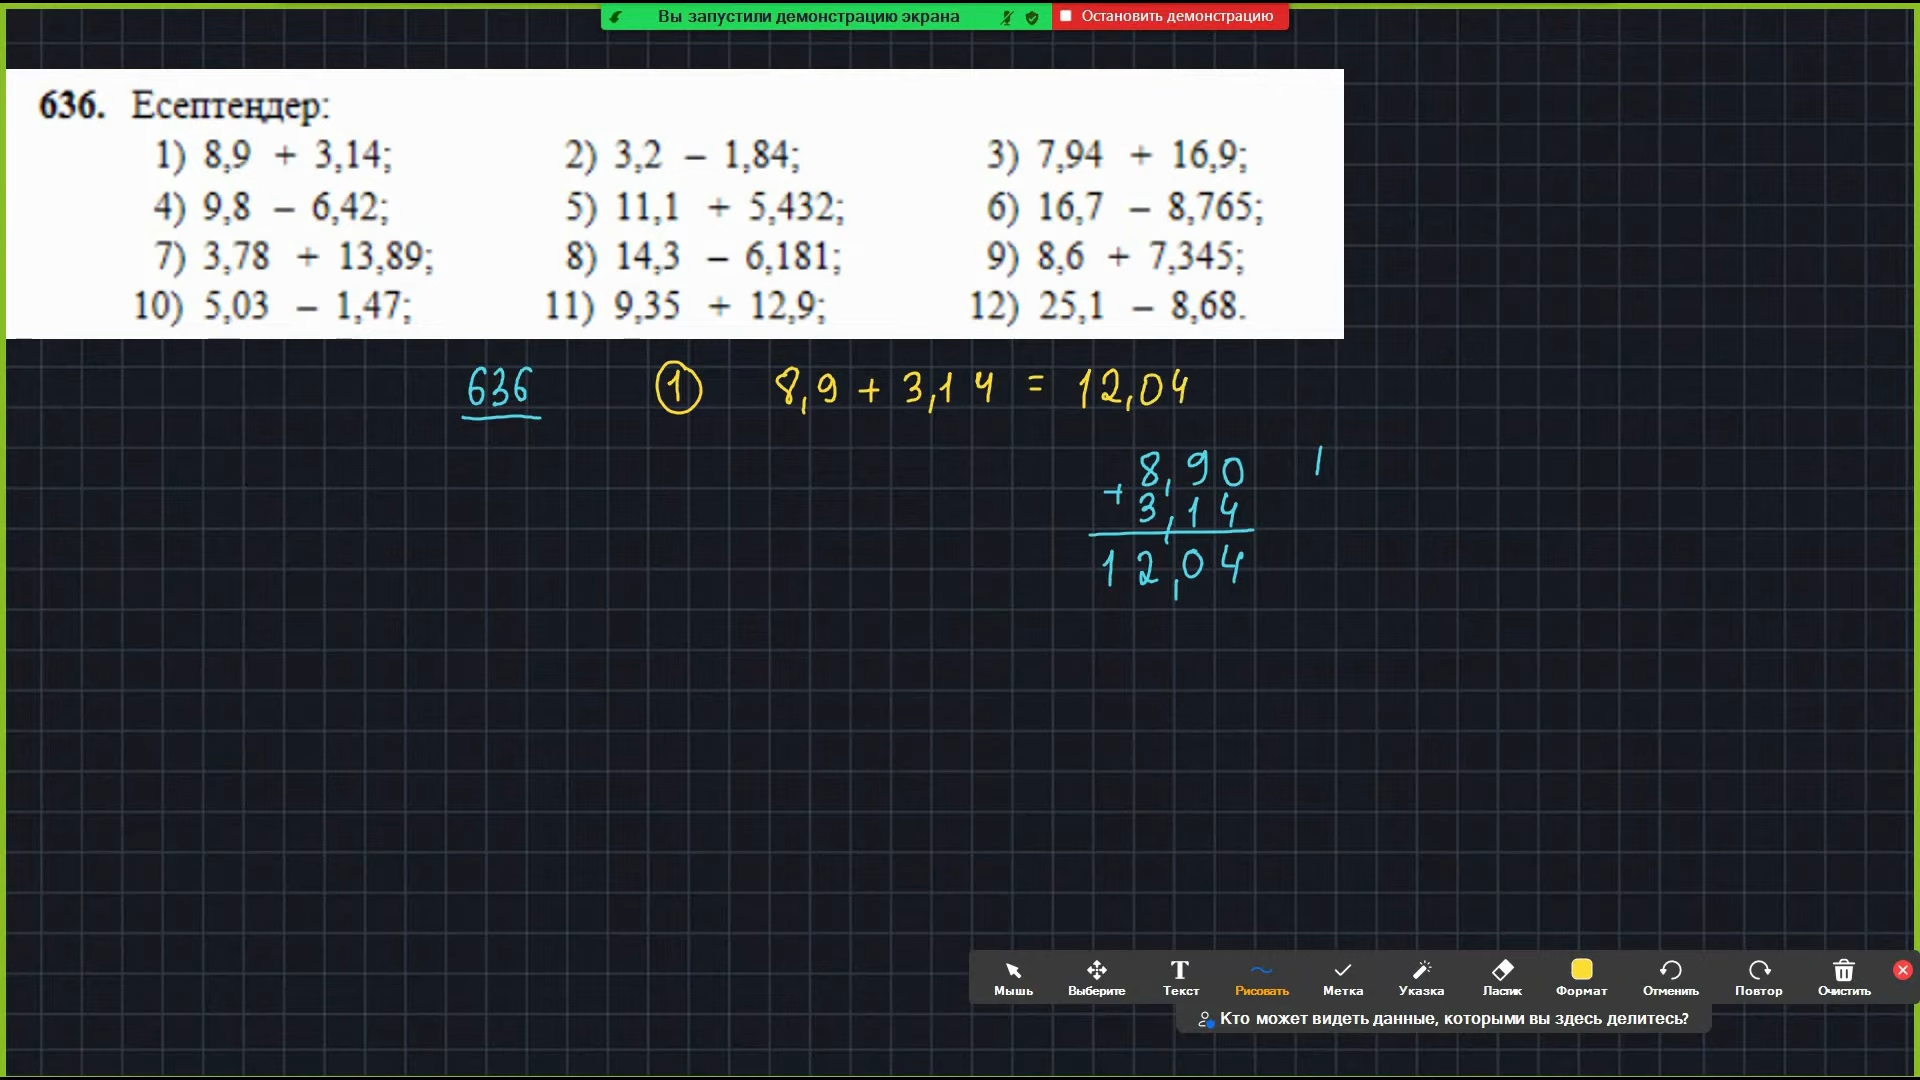 Вы запустили демонстрацию экрана Остановить демонстрацию
636. Есептеңдер:
1) 8,9 + 3,14; 2) 3,2 – 1,84; 3) 7,94 + 16,9;
4) 9,8 – 6,42; 5) 11,1 + 5,432; 6) 16,7 – 8,765;
7) 3,78 + 13,89; 8) 14,3 – 6,181; 9) 8,6 + 7,345;
10) 5,03 – 1,47; 11) 9,35 + 12,9; 12) 25,1 – 8,68.
636 1 8,9 + 3,14 = 12,04
8,90
+
3,14
12,04
Мышь Выберите Текст Рисовать Метка Указка Ластик Формат Отменить Повтор Очистить
Кто может видеть данные, которыми вы здесь делитесь?